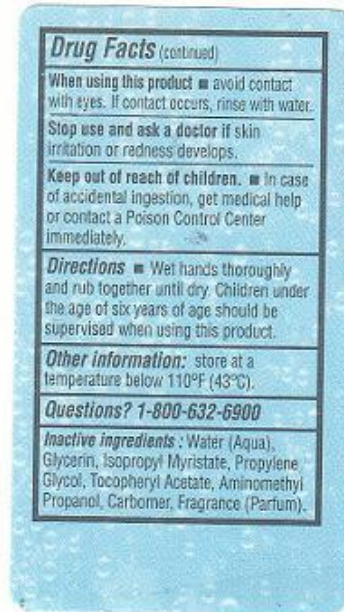 Drug Facts (continued)
When using this product ■ avoid contact
with eyes. If contact occurs, rinse with water.
Stop use and ask a doctor if skin
irritation or redness develops.
Keep out of reach of children. ■ In case
of accidental ingestion, get medical help
or contact a Poison Control Center
immediately.
Directions ■ Wet hands thoroughly
and rub together until dry. Children under
the age of six years of age should be
supervised when using this product.
Other information: store at a
temperature below 110°F (43°C).
Questions? 1-800-632-6900
Inactive ingredients : Water (Aqua),
Glycerin, Isopropyl Myristate, Propylene
Glycol, Tocopheryl Acetate, Aminomethyl
Propanol, Carbomer, Fragrance (Parfum).